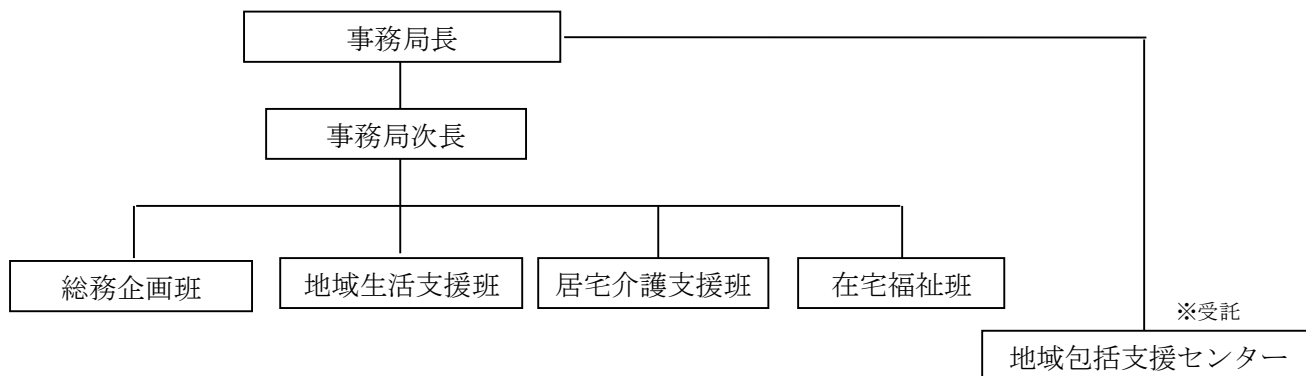 事務局長
事務局次長
総務企画班
地域生活支援班
居宅介護支援班
在宅福祉班
※受託
地域包括支援センター